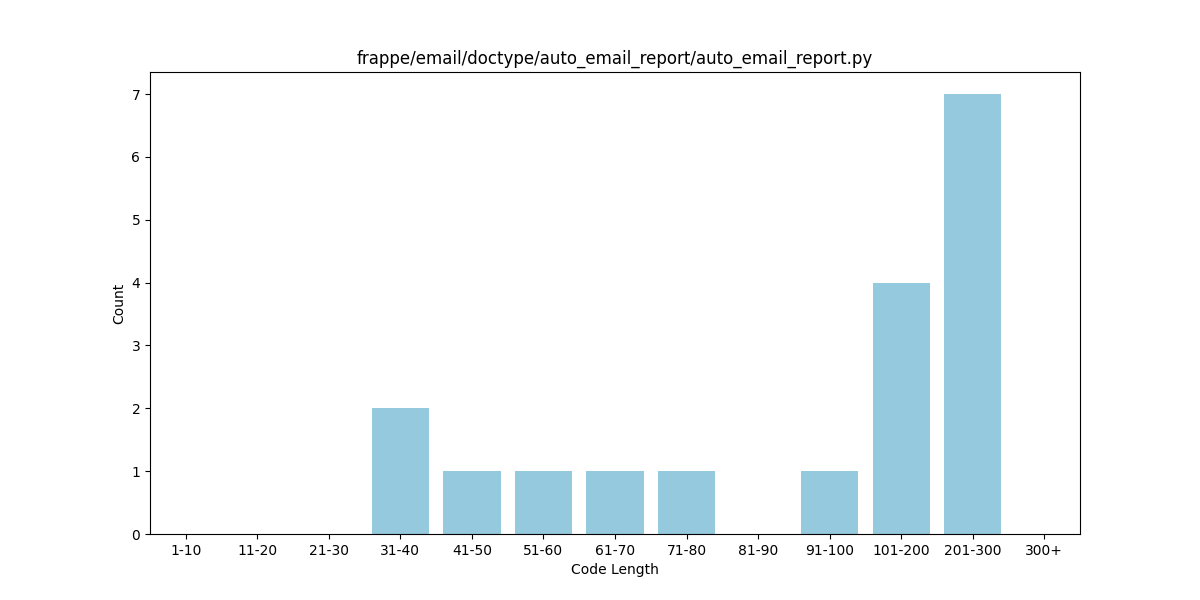 frappe/email/doctype/auto_email_report/auto_email_report.py
7
6
5
4
3
2
1
0
Count
1-10 11-20 21-30 31-40 41-50 51-60 61-70 71-80 81-90 91-100 101-200 201-300 300+
Code Length